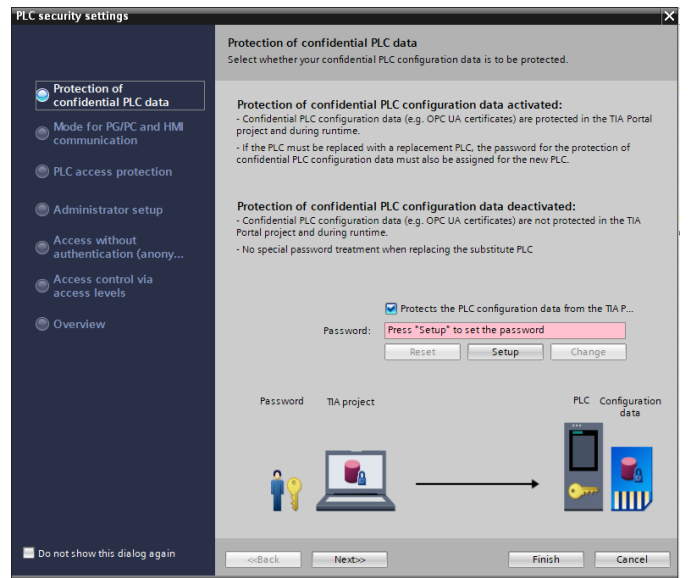 PLC security settings
Protection of confidential PLC data
Select whether your confidential PLC configuration data is to be protected.
Protection of
confidential PLC data
Mode for PG/PC and HMI
communication
PLC access protection
Administrator setup
Access without
authentication (anony...
Access control via
access levels
Overview
Protection of confidential PLC configuration data activated:
- Confidential PLC configuration data (e.g. OPC UA certificates) are protected in the TIA Portal
project and during runtime.
- If the PLC must be replaced with a replacement PLC, the password for the protection of
confidential PLC configuration data must also be assigned for the new PLC.
Protection of confidential PLC configuration data deactivated:
- Confidential PLC configuration data (e.g. OPC UA certificates) are not protected in the TIA
Portal project and during runtime.
- No special password treatment when replacing the substitute PLC
Protects the PLC configuration data from the TIA P...
Password: Press "Setup" to set the password
Reset Setup Change
Password TIA project PLC Configuration
data
Do not show this dialog again
<<Back Next>> Finish Cancel